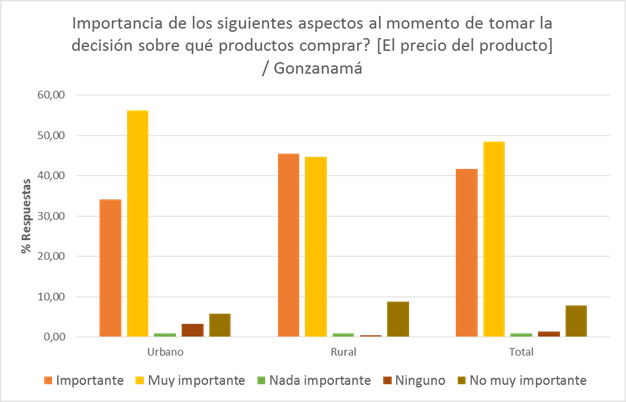 Importancia de los siguientes aspectos al momento de tomar la
decisión sobre qué productos comprar? [El precio del producto]
/ Gonzanamá
60,00
50,00
40,00
30,00
20,00
10,00
0,00
% Respuestas
Urbano
Rural
Total
Importante
Muy importante
Nada importante
Ninguno
No muy importante